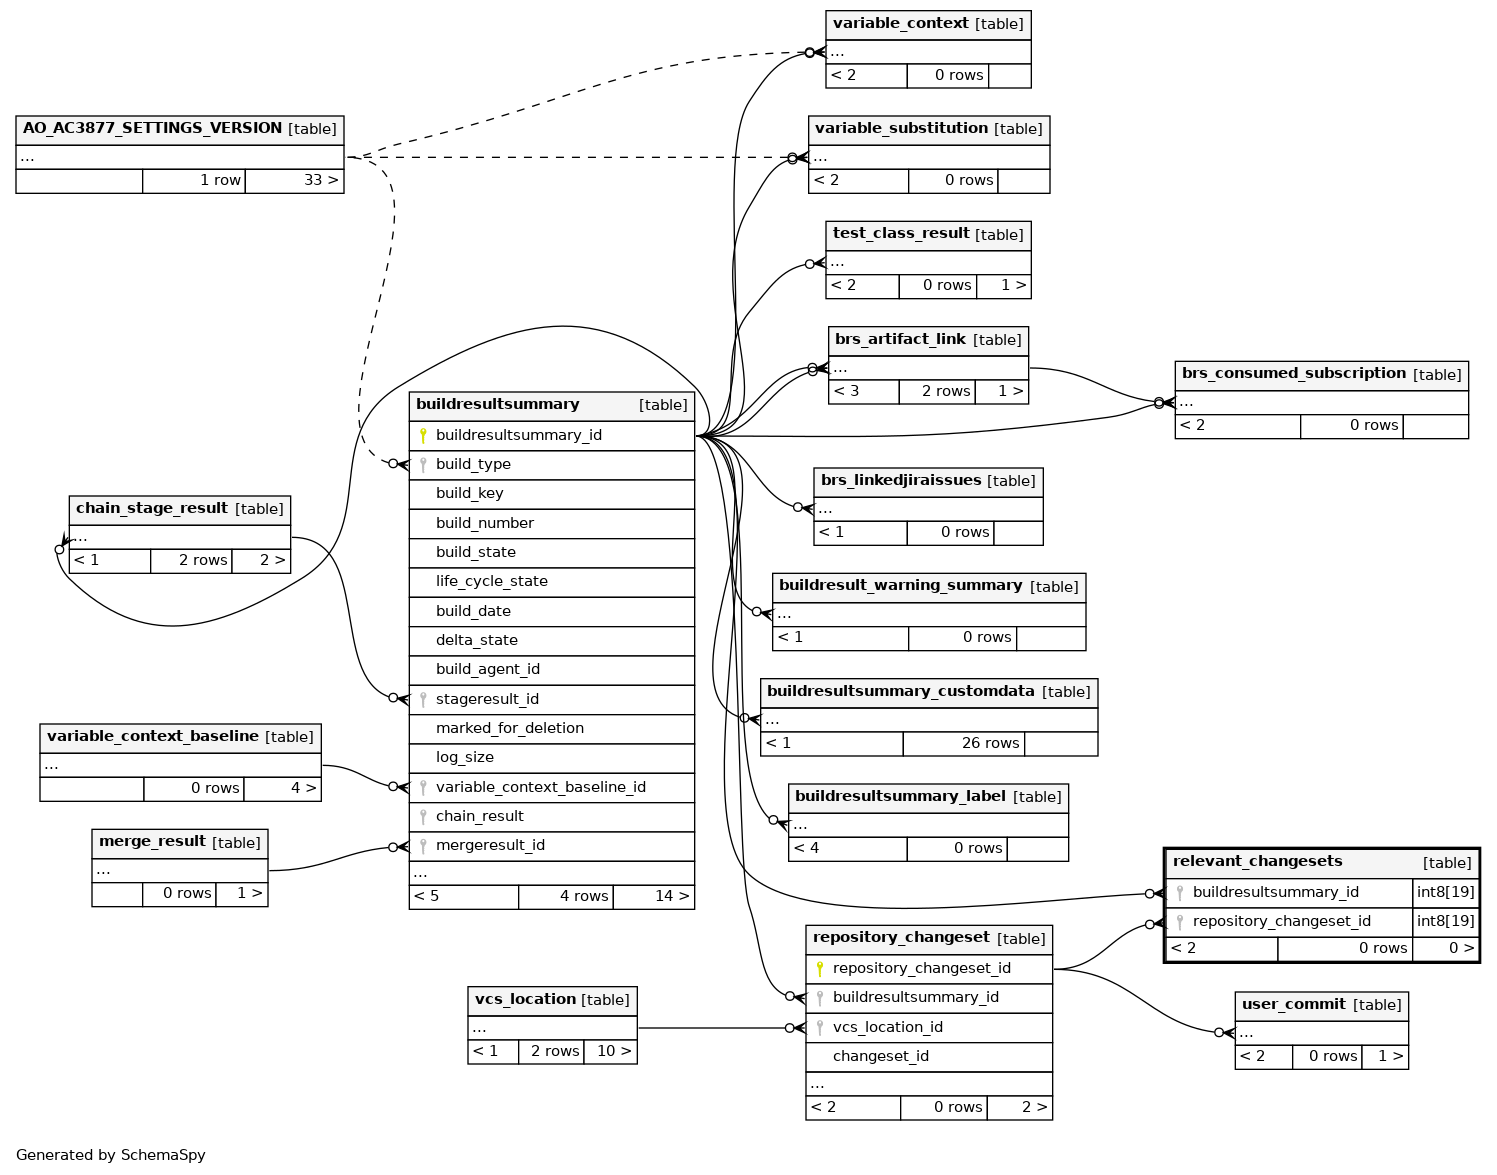 variable_context [table]
...
< 2 0 rows
AO_AC3877_SETTINGS_VERSION [table]
...
1 row 33 >
variable_substitution [table]
...
< 2 0 rows
test_class_result [table]
...
< 2 0 rows 1 >
brs_artifact_link [table]
...
< 3 2 rows 1 >
brs_consumed_subscription [table]
...
< 2 0 rows
buildresultsummary [table]
buildresultsummary_id
build_type
build_key
build_number
build_state
life_cycle_state
build_date
delta_state
build_agent_id
stageresult_id
marked_for_deletion
log_size
variable_context_baseline_id
chain_result
mergeresult_id
...
< 5 4 rows 14 >
brs_linkedjiraissues [table]
...
< 1 0 rows
chain_stage_result [table]
...
< 1 2 rows 2 >
buildresult_warning_summary [table]
...
< 1 0 rows
buildresultsummary_customdata [table]
...
< 1 26 rows
variable_context_baseline [table]
...
0 rows 4 >
buildresultsummary_label [table]
...
< 4 0 rows
merge_result [table]
...
0 rows 1 >
relevant_changesets [table]
buildresultsummary_id int8[19]
repository_changeset_id int8[19]
< 2 0 rows 0 >
repository_changeset [table]
repository_changeset_id
buildresultsummary_id
vcs_location_id
changeset_id
...
< 2 0 rows 2 >
vcs_location [table]
...
< 1 2 rows 10 >
user_commit [table]
...
< 2 0 rows 1 >
Generated by SchemaSpy